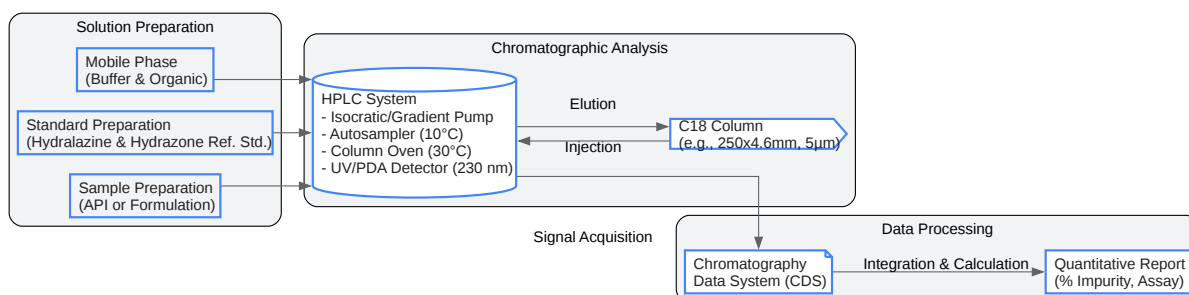 Solution Preparation
Mobile Phase
(Buffer & Organic)
Standard Preparation
(Hydralazine & Hydrazone Ref. Std.)
Sample Preparation
(API or Formulation)
Chromatographic Analysis
HPLC System
- Isocratic/Gradient Pump
- Autosampler (10°C)
- Column Oven (30°C)
- UV/PDA Detector (230 nm)
Elution
Injection
C18 Column
(e.g., 250x4.6mm, 5µm)
Signal Acquisition
Data Processing
Chromatography
Data System (CDS)
Integration & Calculation
Quantitative Report
(% Impurity, Assay)